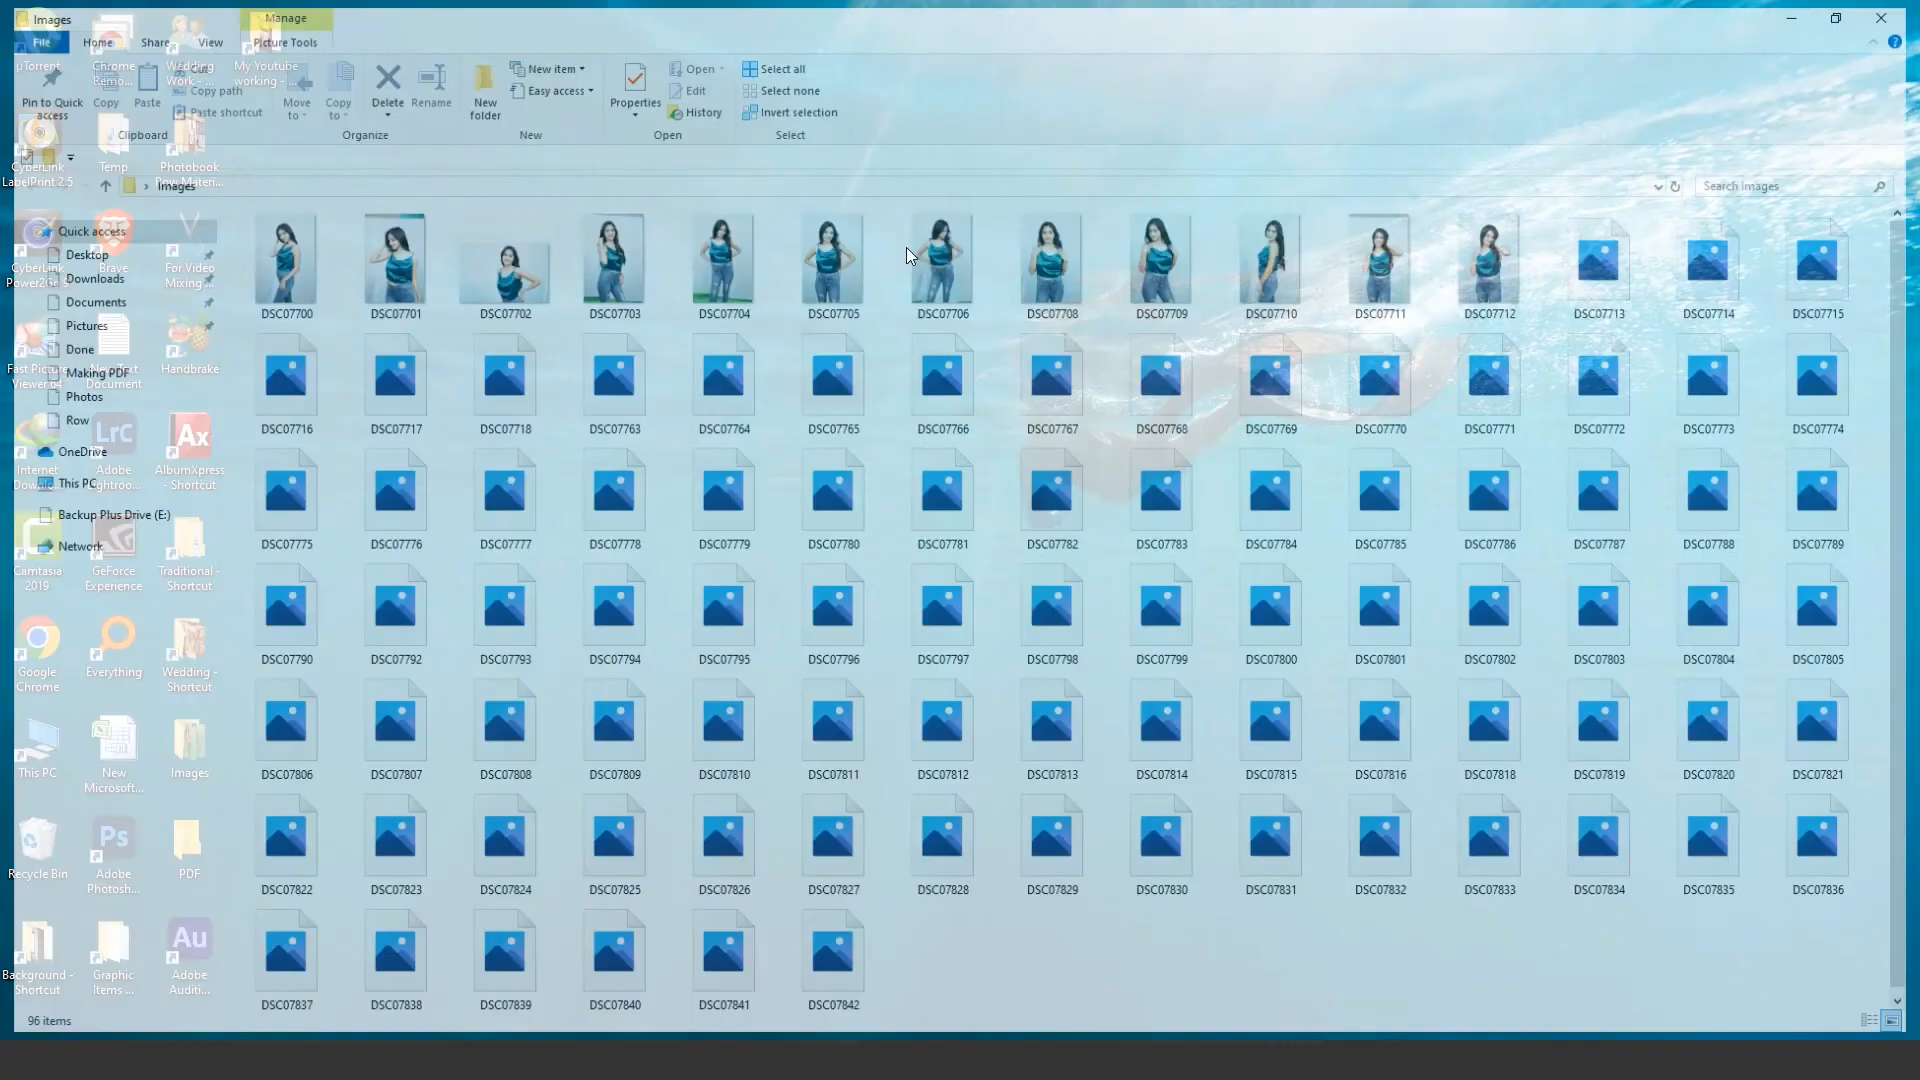 Images
Manage
File
Home
Share
View
Picture Tools
Pin to Quick access
Copy
Paste
Cut
Copy path
Paste shortcut
Clipboard
Move to
Copy to
Delete
Rename
Organize
New folder
New item
Easy access
New
Properties
Open
Edit
History
Open
Select all
Select none
Invert selection
Select
Images
Search Images
Quick access
Desktop
Downloads
Documents
Pictures
Done
Making PDF
Photos
Row
OneDrive
This PC
Backup Plus Drive (E:)
Network
µTorrent
Chrome Remo...
Wedding Work - ...
My Youtube working - ...
CyberLink LabelPrint 2.5
Temp
Photobook
CyberLink
Brave
For Video Mixing ...
Fast Picture Viewer 64
New Text Document
Handbrake
Internet Downlo...
Adobe Lightroo...
AlbumXpress - Shortcut
Camtasia 2019
GeForce Experience
Traditional - Shortcut
Google Chrome
Everything
Wedding - Shortcut
This PC
New Microsoft...
Images
Recycle Bin
Adobe Photosh...
PDF
Background - Shortcut
Graphic Items ...
Adobe Auditi...
Lrc
Ax
Ps
Au
DSC07700 DSC07701 DSC07702 DSC07703 DSC07704 DSC07705 DSC07706 DSC07708 DSC07709 DSC07710 DSC07711 DSC07712 DSC07713 DSC07714 DSC07715
DSC07716 DSC07717 DSC07718 DSC07763 DSC07764 DSC07765 DSC07766 DSC07767 DSC07768 DSC07769 DSC07770 DSC07771 DSC07772 DSC07773 DSC07774
DSC07775 DSC07776 DSC07777 DSC07778 DSC07779 DSC07780 DSC07781 DSC07782 DSC07783 DSC07784 DSC07785 DSC07786 DSC07787 DSC07788 DSC07789
DSC07790 DSC07792 DSC07793 DSC07794 DSC07795 DSC07796 DSC07797 DSC07798 DSC07799 DSC07800 DSC07801 DSC07802 DSC07803 DSC07804 DSC07805
DSC07806 DSC07807 DSC07808 DSC07809 DSC07810 DSC07811 DSC07812 DSC07813 DSC07814 DSC07815 DSC07816 DSC07818 DSC07819 DSC07820 DSC07821
DSC07822 DSC07823 DSC07824 DSC07825 DSC07826 DSC07827 DSC07828 DSC07829 DSC07830 DSC07831 DSC07832 DSC07833 DSC07834 DSC07835 DSC07836
DSC07837 DSC07838 DSC07839 DSC07840 DSC07841 DSC07842
96 items